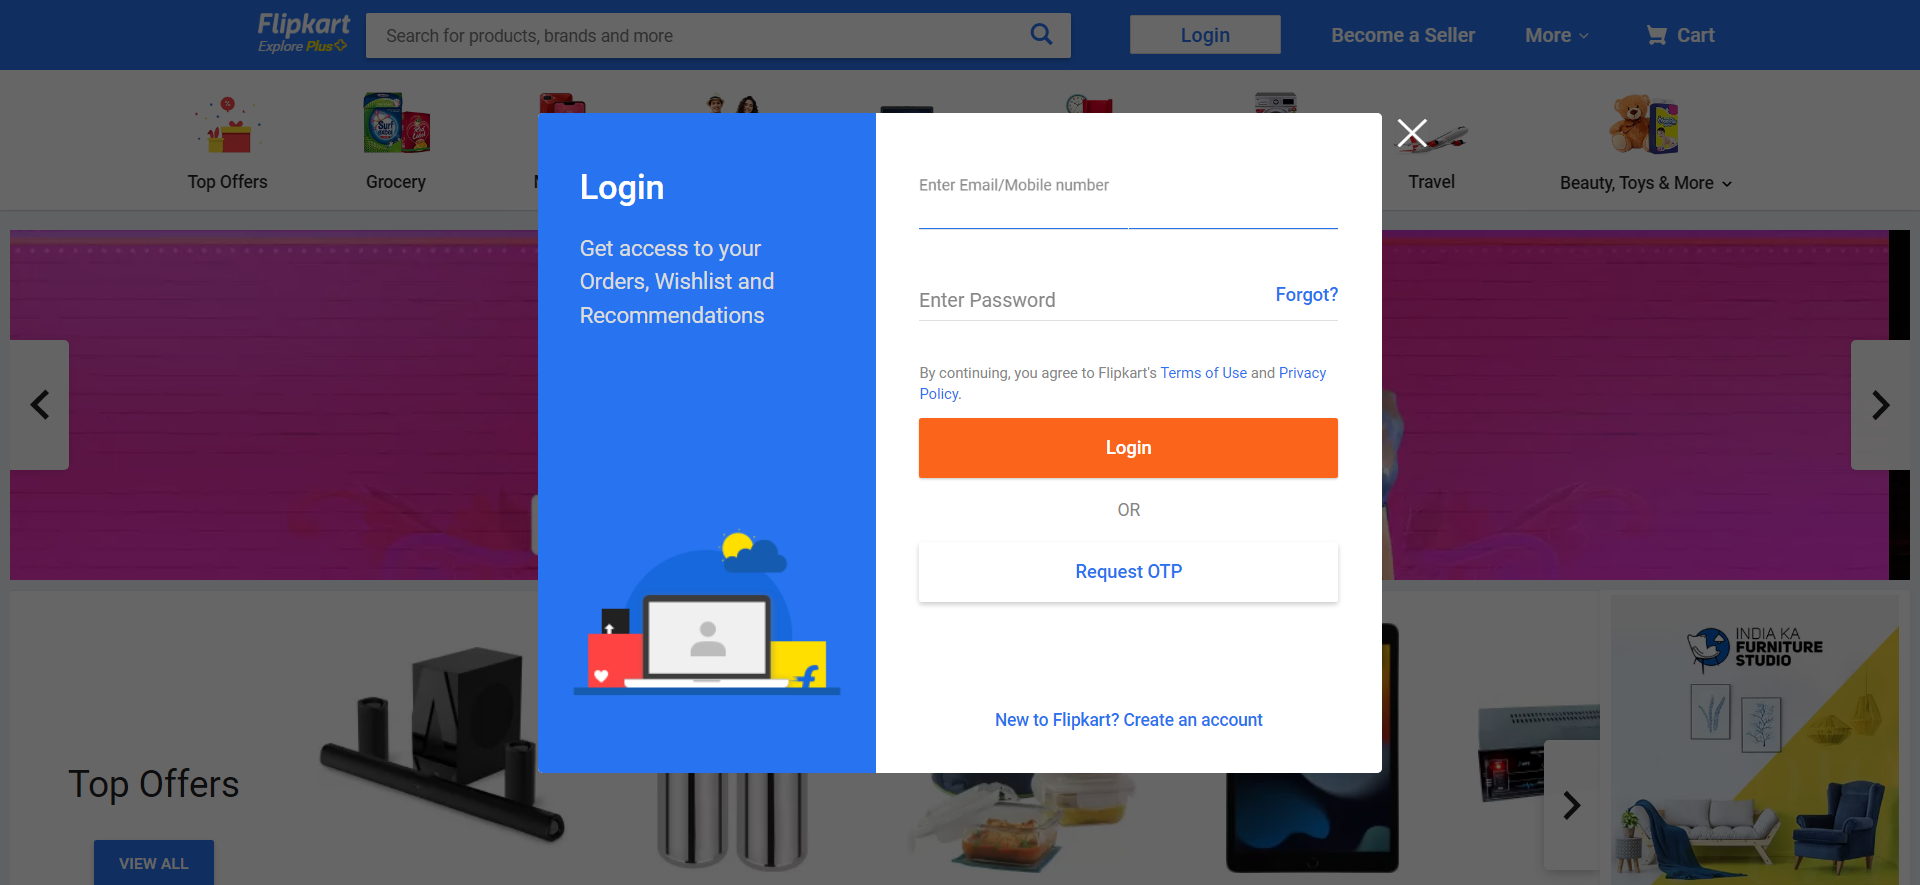 Flipkart
Explore Plus
Search for products, brands and more
Login
Become a Seller
More
Cart
Surf
Top Offers
Grocery
Travel
Beauty, Toys & More
Login
Get access to your
Orders, Wishlist and
Recommendations
Enter Email/Mobile number
Enter Password
Forgot?
By continuing, you agree to Flipkart's Terms of Use and Privacy
Policy.
Login
OR
Request OTP
New to Flipkart? Create an account
Top Offers
VIEW ALL
INDIA KA
FURNITURE
STUDIO